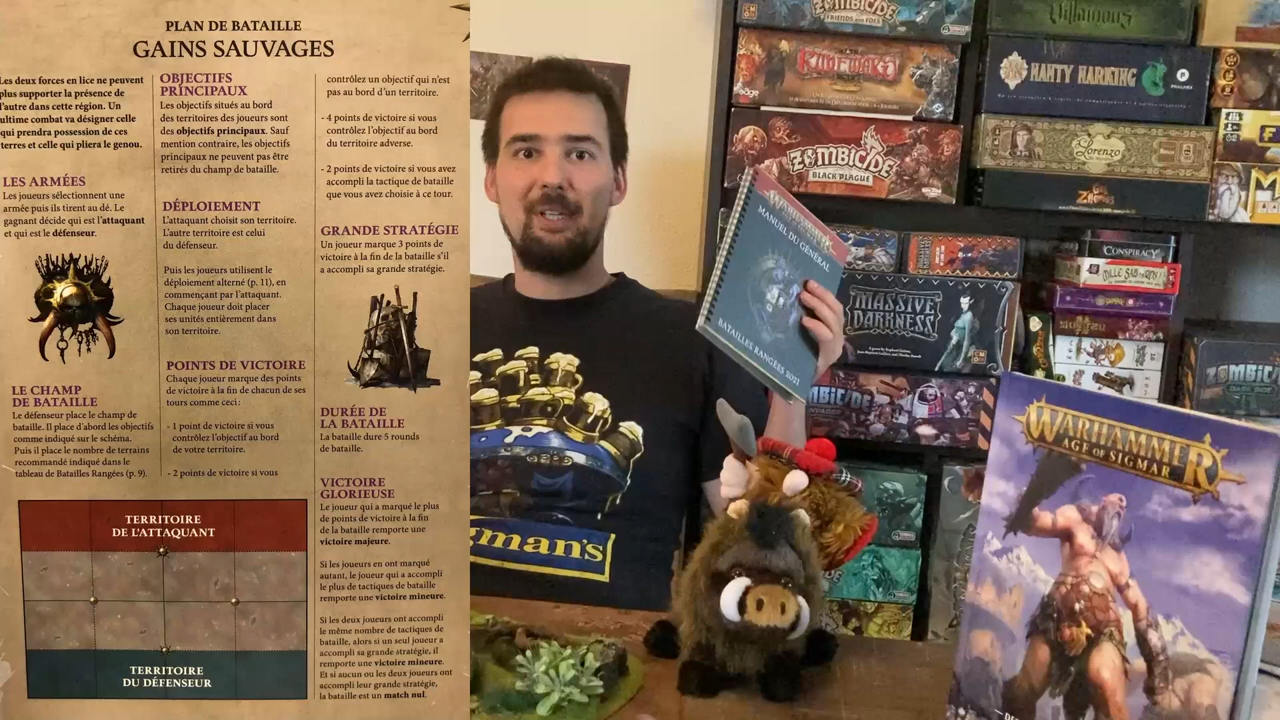 PLAN DE BATAILLE
GAINS SAUVAGES
Les deux forces en lice ne peuvent
plus supporter la présence de
l'autre dans cette région. Un
ultime combat va désigner celle
qui prendra possession de ces
terres et celle qui pliera le genou.
LES ARMÉES
Les joueurs sélectionnent une
armée puis ils tirent au dé. Le
gagnant décide qui est l'attaquant
et qui est le défenseur.
LE CHAMP
DE BATAILLE
Le défenseur place le champ de
bataille. Il place d'abord les objectifs
comme indiqué sur le schéma.
Puis il place le nombre de terrains
recommandé indiqué dans le
tableau de Batailles Rangées (p. 9).
OBJECTIFS
PRINCIPAUX
Les objectifs situés au bord
des territoires des joueurs sont
des objectifs principaux. Sauf
mention contraire, les objectifs
principaux ne peuvent pas être
retirés du champ de bataille.
DÉPLOIEMENT
L'attaquant choisit son territoire.
L'autre territoire est celui
du défenseur.
Puis les joueurs utilisent le
déploiement alterné (p. 11), en
commençant par l'attaquant.
Chaque joueur doit placer
ses unités entièrement dans
son territoire.
POINTS DE VICTOIRE
Chaque joueur marque des points
de victoire à la fin de chacun de ses
tours comme ceci :
- 1 point de victoire si vous
contrôlez l'objectif au bord
de votre territoire.
- 2 points de victoire si vous
contrôlez un objectif qui n'est
pas au bord d'un territoire.
- 4 points de victoire si vous
contrôlez l'objectif au bord
du territoire adverse.
- 2 points de victoire si vous avez
accompli la tactique de bataille
que vous avez choisie à ce tour.
GRANDE STRATÉGIE
Un joueur marque 3 points de
victoire à la fin de la bataille s'il
a accompli sa grande stratégie.
DURÉE DE
LA BATAILLE
La bataille dure 5 rounds
de bataille.
VICTOIRE
GLORIEUSE
Le joueur qui a marqué le plus
de points de victoire à la fin
de la bataille remporte une
victoire majeure.
Si les joueurs en ont marqué
autant, le joueur qui a accompli
le plus de tactiques de bataille
remporte une victoire mineure.
Si les deux joueurs ont accompli
le même nombre de tactiques de
bataille, alors si un seul joueur a
accompli sa grande stratégie, il
remporte une victoire mineure.
Et si aucun ou les deux joueurs ont
accompli leur grande stratégie,
la bataille est un match nul.
TERRITOIRE
DE L'ATTAQUANT
TERRITOIRE
DU DÉFENSEUR
gman's
WARHAMMER
MANUEL DU GÉNÉRAL
BATAILLES RANGÉES 2021
WARHAMMER
AGE OF SIGMAR
ZOMBICIDE
FRIENDS AND FOES
RUNEWARS
edge
ZOMBICIDE
BLACK PLAGUE
Villainous
NANTY NARKING
PHALANX
Lorenzo
CONSPIRACY
MILLE SABORDS
MASSIVE
DARKNESS
ZOMBICIDE
ZOMBICIDE